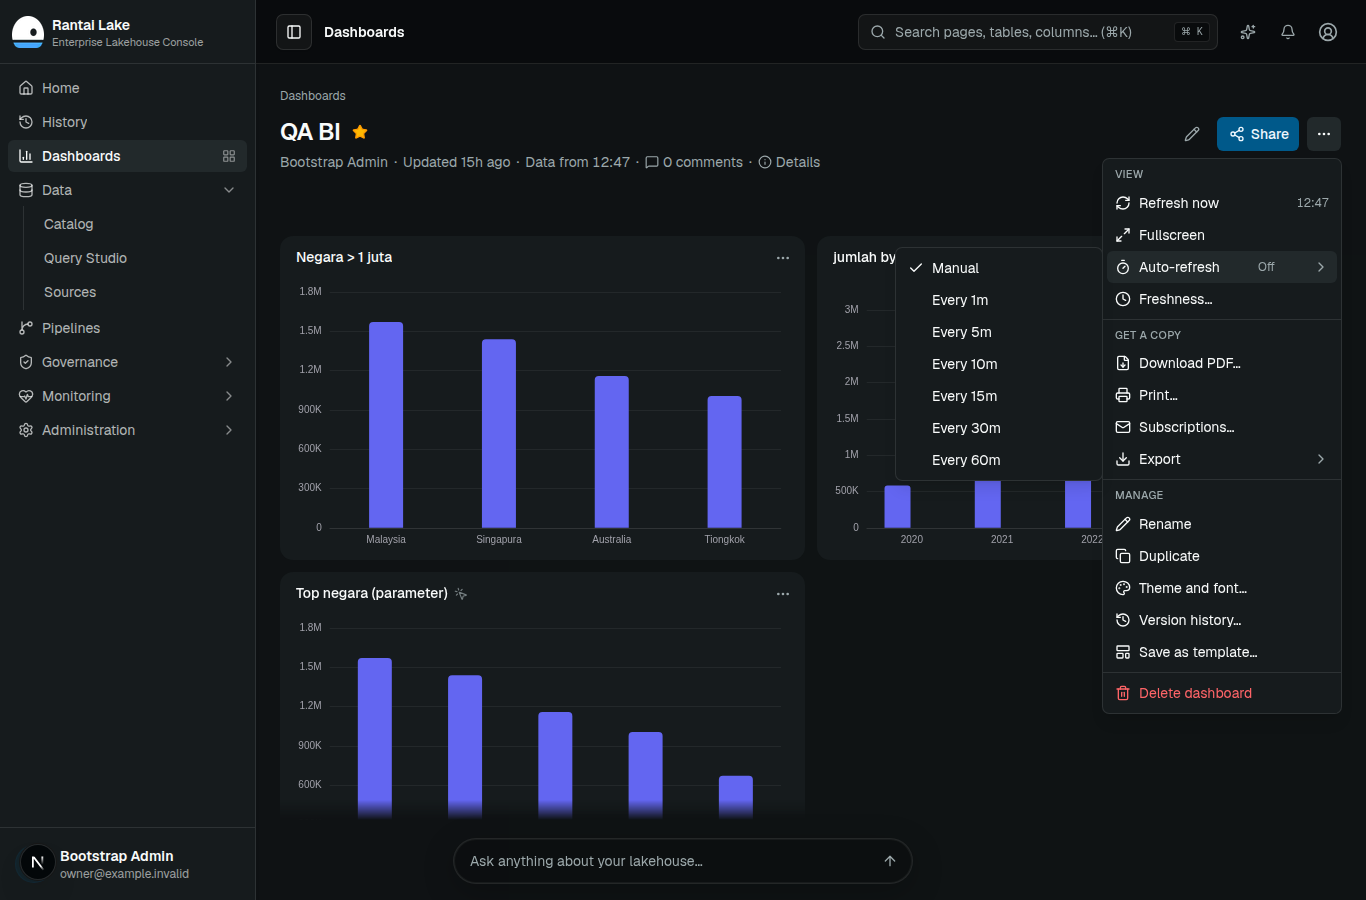 Rantai Lake
Enterprise Lakehouse Console
Home
History
Dashboards
Data
Catalog
Query Studio
Sources
Pipelines
Governance
Monitoring
Administration
Bootstrap Admin
owner@example.invalid
Dashboards
Search pages, tables, columns… (⌘K)
⌘ K
Dashboards
QA BI
Bootstrap Admin · Updated 15h ago · Data from 12:47 · 0 comments · Details
Share
Negara > 1 juta
1.8M
1.5M
1.2M
900K
600K
300K
0
Malaysia
Singapura
Australia
Tiongkok
jumlah by
3M
2.5M
2M
1.5M
1M
500K
0
2020
2021
2022
Manual
Every 1m
Every 5m
Every 10m
Every 15m
Every 30m
Every 60m
VIEW
Refresh now 12:47
Fullscreen
Auto-refresh Off
Freshness…
GET A COPY
Download PDF…
Print…
Subscriptions…
Export
MANAGE
Rename
Duplicate
Theme and font…
Version history…
Save as template…
Delete dashboard
Top negara (parameter)
1.8M
1.5M
1.2M
900K
600K
Ask anything about your lakehouse…
N